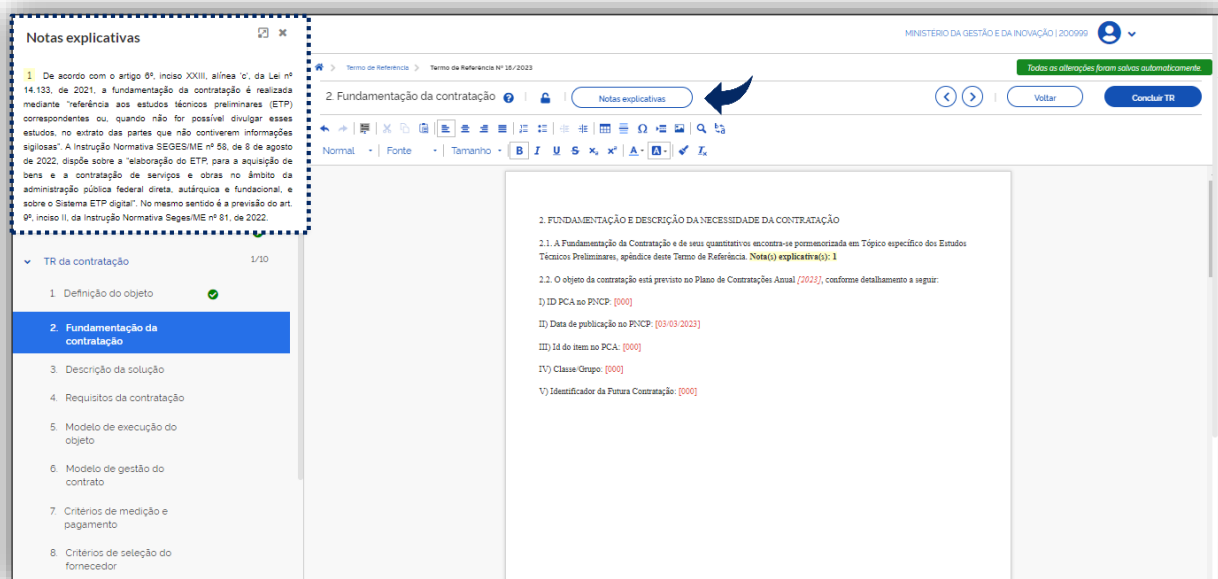 Notas explicativas
1 De acordo com o artigo 6º, inciso XXIII, alínea 'c', da Lei nº
14.133, de 2021, a fundamentação da contratação é realizada
mediante "referência aos estudos técnicos preliminares (ETP)
correspondentes ou, quando não for possível divulgar esses
estudos, no extrato das partes que não contiverem informações
sigilosas". A Instrução Normativa SEGES/ME nº 58, de 8 de agosto
de 2022, dispõe sobre a "elaboração do ETP, para a aquisição de
bens e a contratação de serviços e obras no âmbito da
administração pública federal direta, autárquica e fundacional, e
sobre o Sistema ETP digital". No mesmo sentido é a previsão do art.
9º, inciso II, da Instrução Normativa Seges/ME nº 81, de 2022.
TR da contratação 1/10
1. Definição do objeto
2. Fundamentação da
contratação
3. Descrição da solução
4. Requisitos da contratação
5. Modelo de execução do
objeto
6. Modelo de gestão do
contrato
7. Critérios de medição e
pagamento
8. Critérios de seleção do
fornecedor
MINISTÉRIO DA GESTÃO E DA INOVAÇÃO | 200999
Termo de Referência > Termo de Referência Nº 16/2023
Todas as alterações foram salvas automaticamente.
2. Fundamentação da contratação ? Notas explicativas Voltar Concluir TR
Normal Fonte Tamanho B I U S x₂ x² A A Iₓ
2. FUNDAMENTAÇÃO E DESCRIÇÃO DA NECESSIDADE DA CONTRATAÇÃO
2.1. A Fundamentação da Contratação e de seus quantitativos encontra-se pormenorizada em Tópico específico dos Estudos
Técnicos Preliminares, apêndice deste Termo de Referência. Nota(s) explicativa(s): 1
2.2. O objeto da contratação está previsto no Plano de Contratações Anual [2023], conforme detalhamento a seguir:
I) ID PCA no PNCP: [000]
II) Data de publicação no PNCP: [03/03/2023]
III) Id do item no PCA: [000]
IV) Classe/Grupo: [000]
V) Identificador da Futura Contratação: [000]